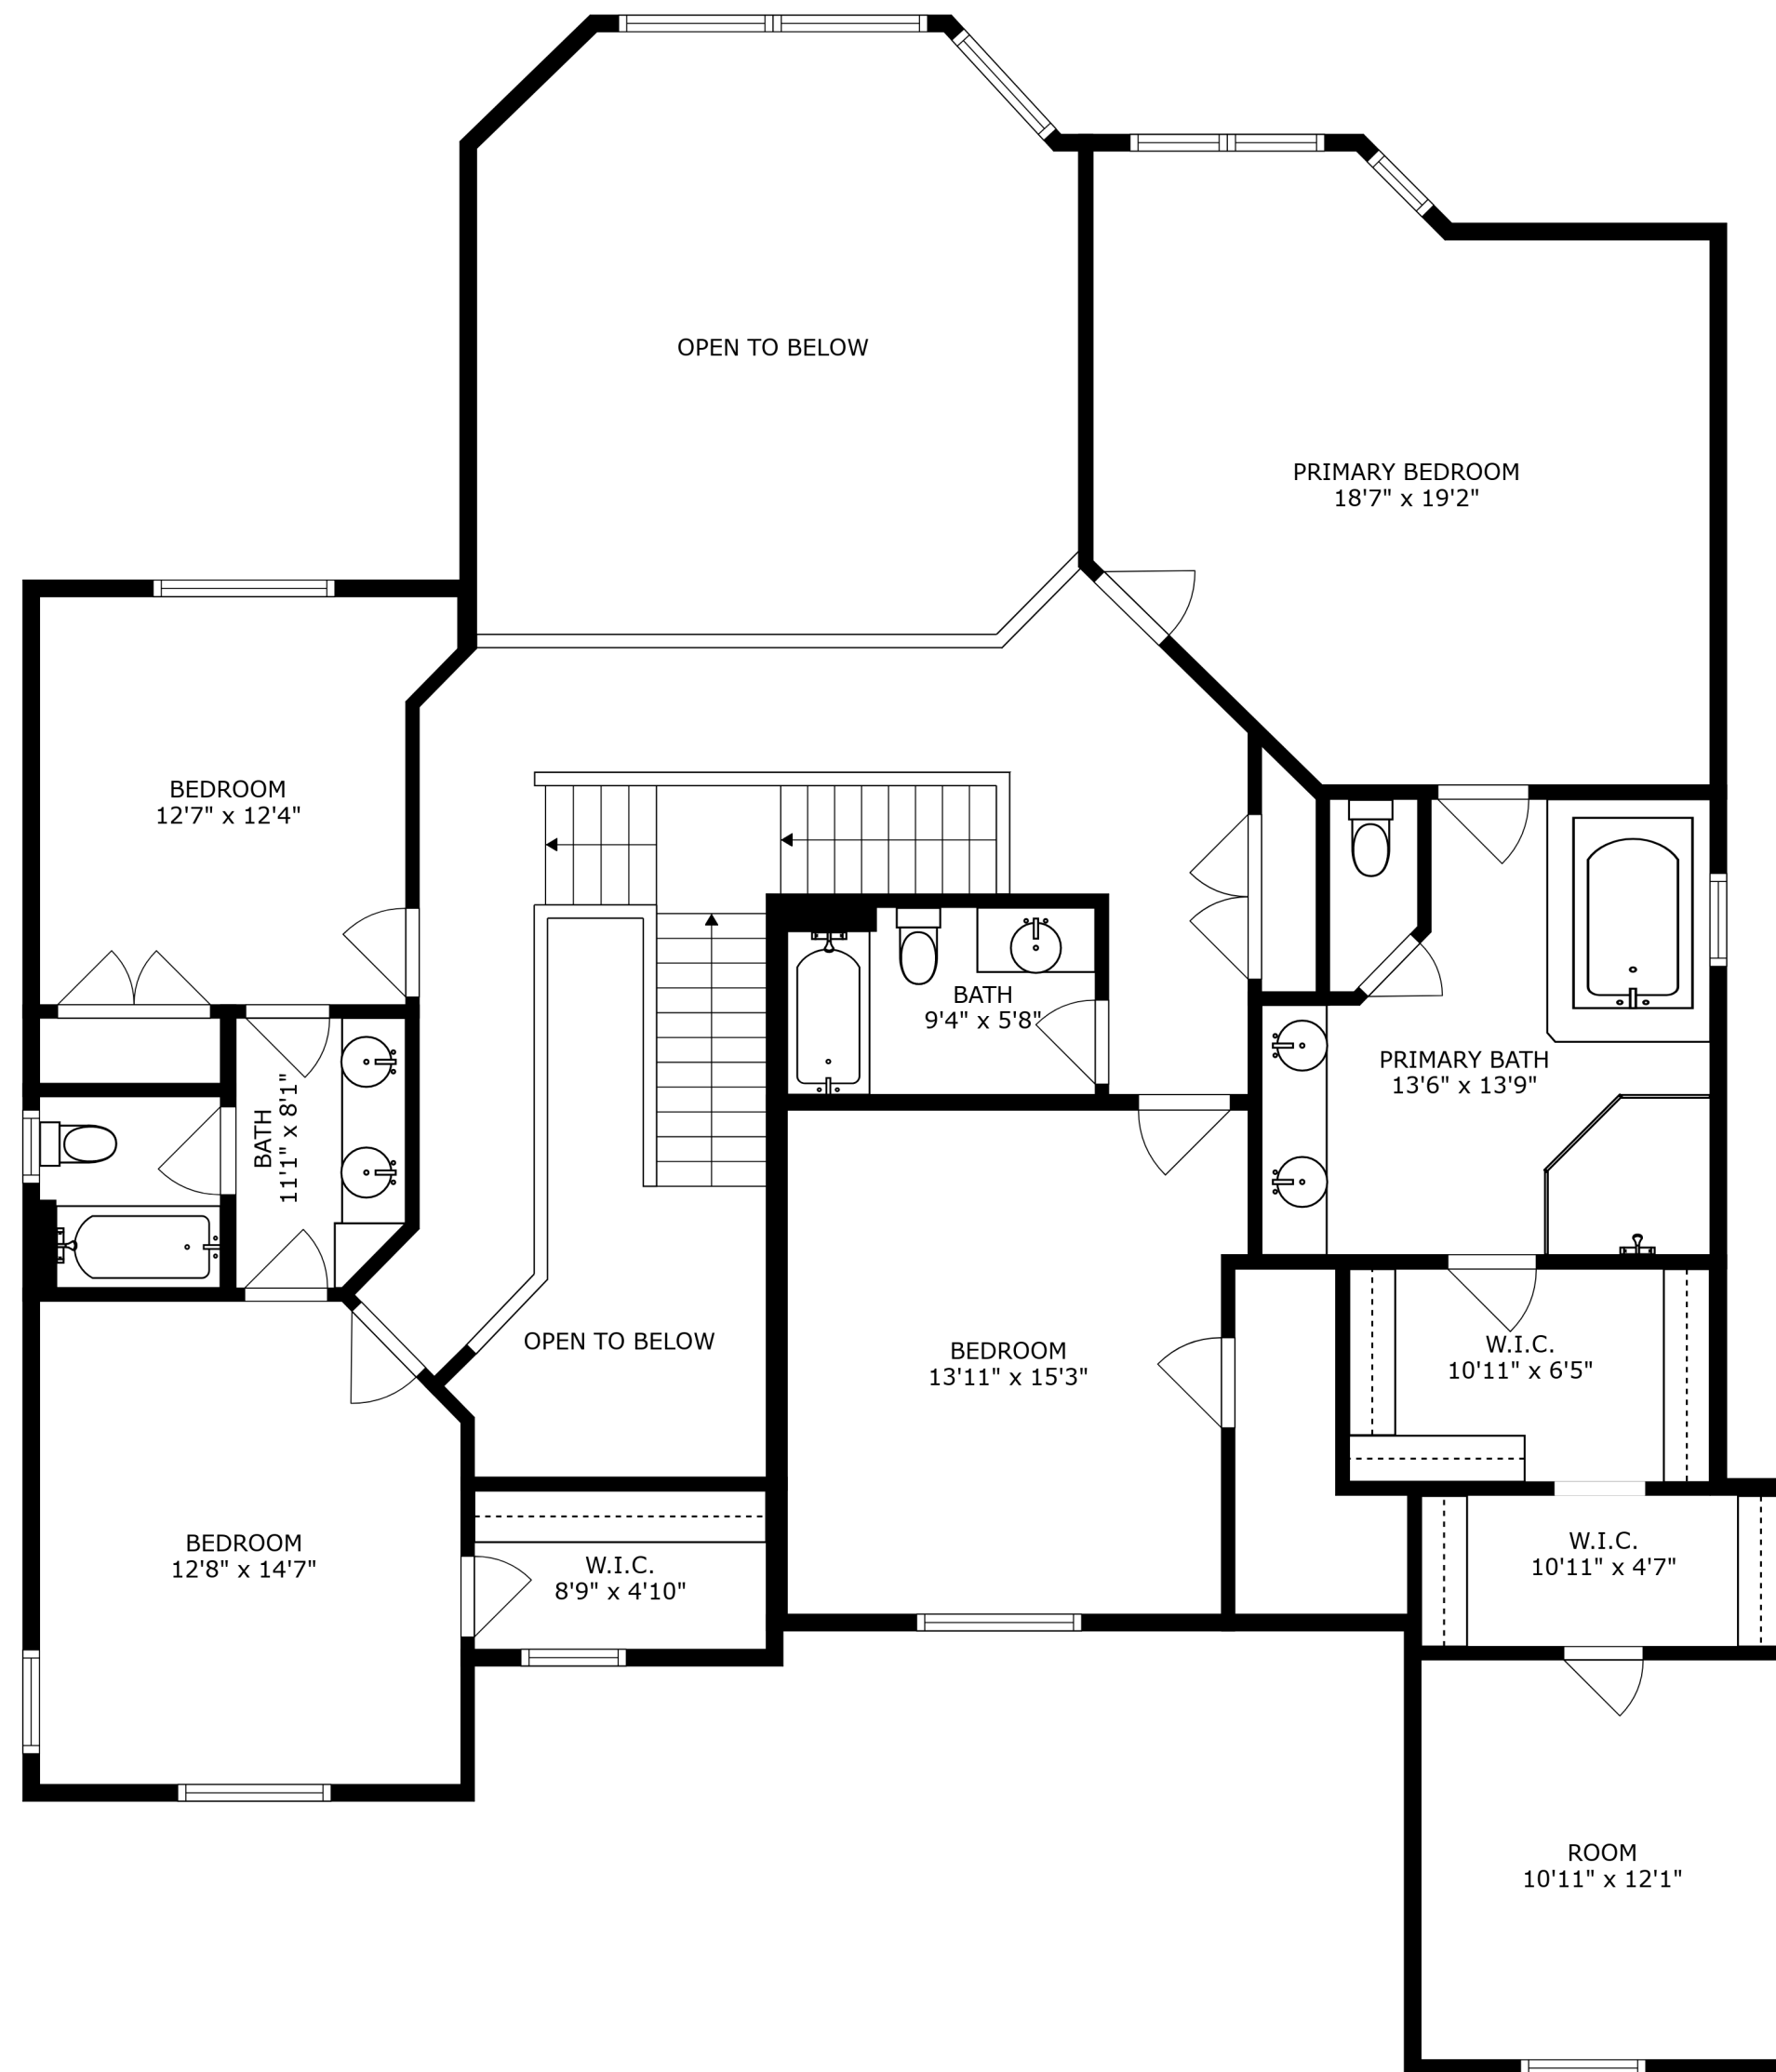 OPEN TO BELOW
PRIMARY BEDROOM
18'7" x 19'2"
BEDROOM
12'7" x 12'4"
BATH
9'4" x 5'8"
PRIMARY BATH
13'6" x 13'9"
BATH
11'1" x 8'1"
OPEN TO BELOW
BEDROOM
13'11" x 15'3"
W.I.C.
10'11" x 6'5"
BEDROOM
12'8" x 14'7"
W.I.C.
8'9" x 4'10"
W.I.C.
10'11" x 4'7"
ROOM
10'11" x 12'1"